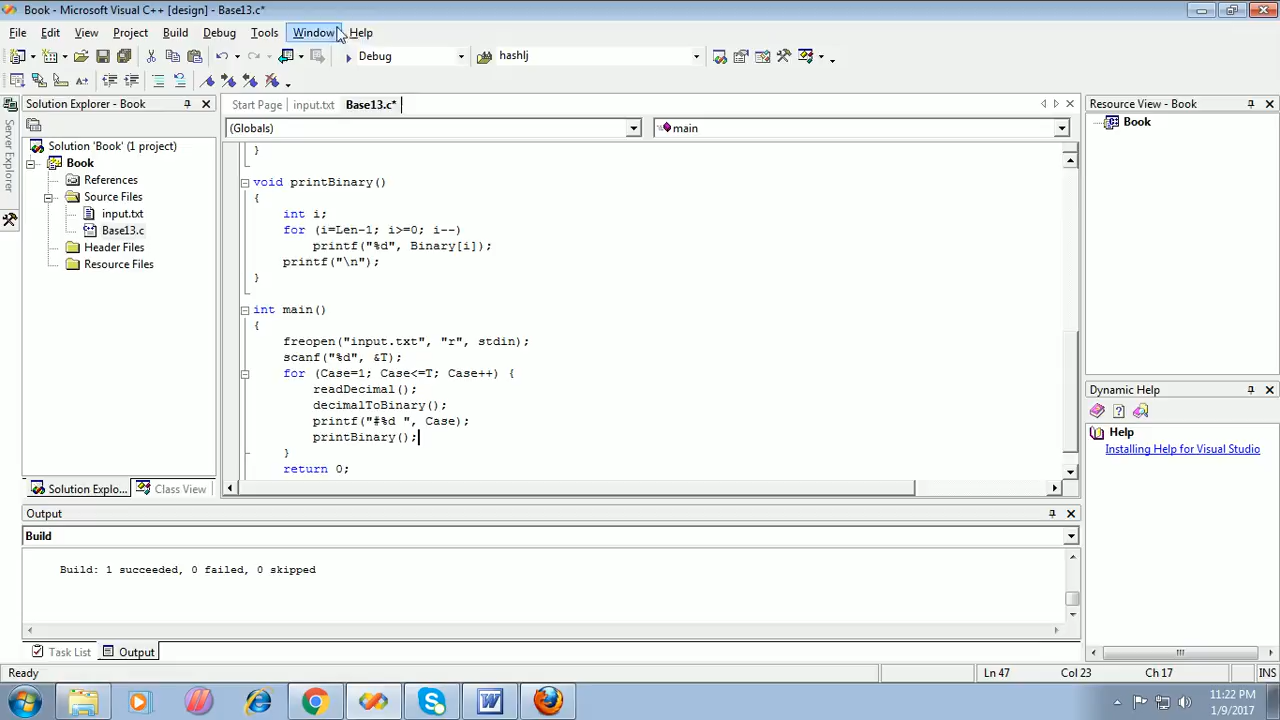 Book - Microsoft Visual C++ [design] - Base13.c*
File Edit View Project Build Debug Tools Window Help
Debug hashlj
Solution Explorer - Book
Start Page input.txt Base13.c*
Resource View - Book
(Globals) main
Server Explorer
Solution 'Book' (1 project)
Book
References
Source Files
input.txt
Base13.c
Header Files
Resource Files
}
void printBinary()
{
int i;
for (i=Len-1; i>=0; i--)
printf("%d", Binary[i]);
printf("\n");
}
int main()
{
freopen("input.txt", "r", stdin);
scanf("%d", &T);
for (Case=1; Case<=T; Case++) {
readDecimal();
decimalToBinary();
printf("#%d ", Case);
printBinary();
}
return 0;
Book
Dynamic Help
Help
Installing Help for Visual Studio
Solution Explo... Class View
Output
Build
Build: 1 succeeded, 0 failed, 0 skipped
Task List Output
Ready Ln 47 Col 23 Ch 17 INS
11:22 PM
1/9/2017